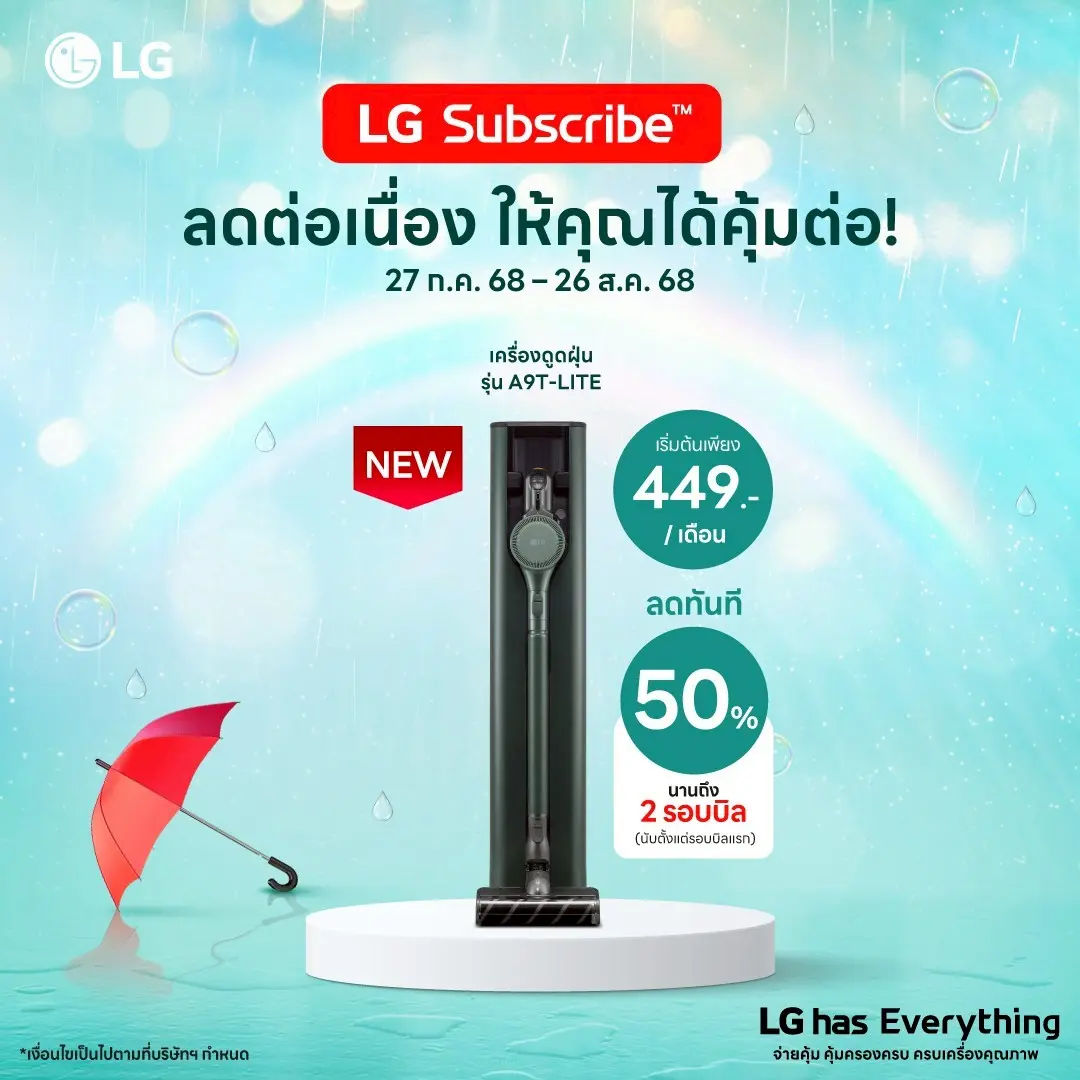 LG
LG Subscribe™
ลดต่อเนื่อง ให้คุณได้คุ้มต่อ!
27 ก.ค. 68 – 26 ส.ค. 68
เครื่องดูดฝุ่น
รุ่น A9T-LITE
NEW
เริ่มต้นเพียง
449.-
/ เดือน
ลดทันที
50%
นานถึง
2 รอบบิล
(นับตั้งแต่รอบบิลแรก)
LG has Everything
จ่ายคุ้ม คุ้มครองครบ ครบเครื่องคุณภาพ
*เงื่อนไขเป็นไปตามที่บริษัทฯ กำหนด